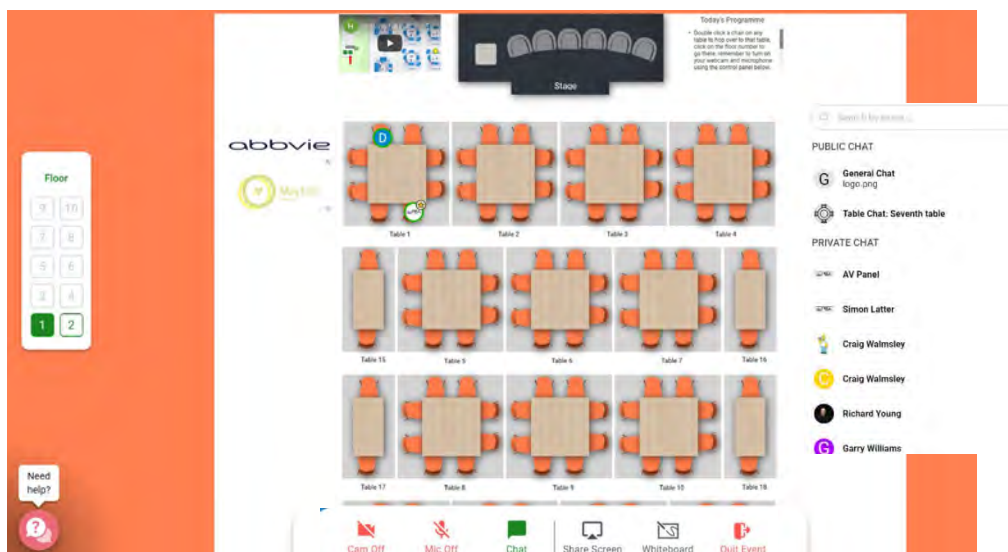 Today's Programme
Double click a chair on any
table to hop over to that table,
click on the floor number to
go there, remember to turn on
your webcam and microphone
using the control panel below.
Stage
abbvie
Floor
9 10
7 8
5 6
3 4
1 2
Table 1
Table 2
Table 3
Table 4
Table 15
Table 5
Table 6
Table 7
Table 16
Table 17
Table 8
Table 9
Table 10
Table 18
D
PUBLIC CHAT
G
General Chat
logo.png
Table Chat: Seventh table
PRIVATE CHAT
AV Panel
Simon Latter
Craig Walmsley
C
Craig Walmsley
Richard Young
G
Garry Williams
Need
help?
Cam Off
Mic Off
Chat
Share Screen
Whiteboard
Quit Event